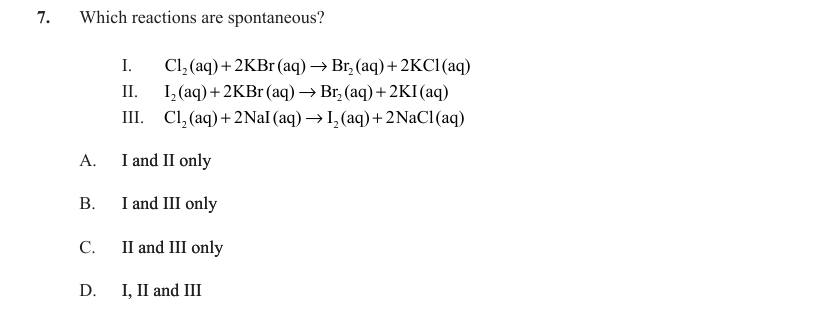 7. Which reactions are spontaneous?
I. Cl₂(aq)+2KBr(aq) → Br₂(aq)+2KCl(aq)
II. I₂(aq)+2KBr(aq) → Br₂(aq)+2KI(aq)
III. Cl₂(aq)+2NaI(aq) → I₂(aq)+2NaCl(aq)
A. I and II only
B. I and III only
C. II and III only
D. I, II and III